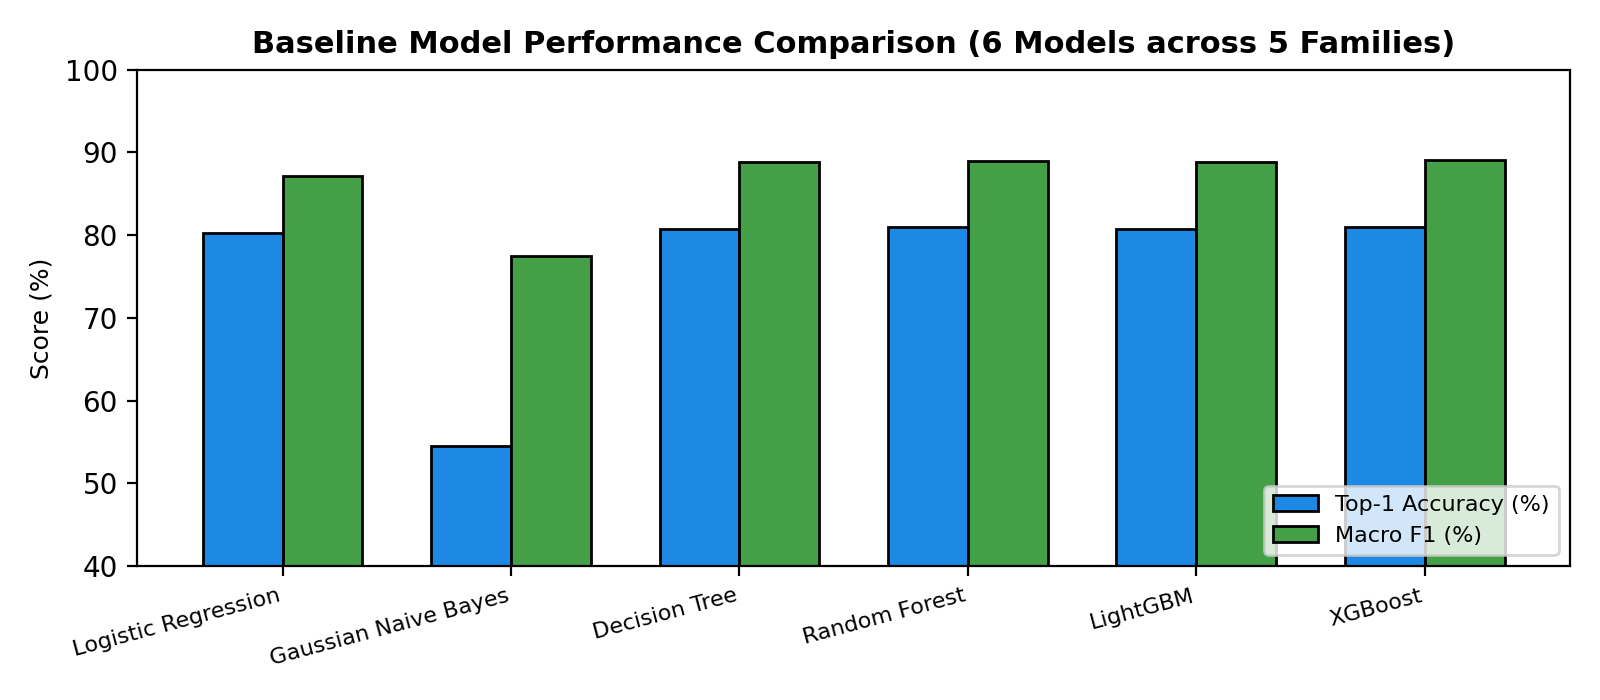 Baseline Model Performance Comparison (6 Models across 5 Families)
100
90
80
70
60
50
40
Score (%)
Top-1 Accuracy (%)
Macro F1 (%)
Logistic Regression
Gaussian Naive Bayes
Decision Tree
Random Forest
LightGBM
XGBoost